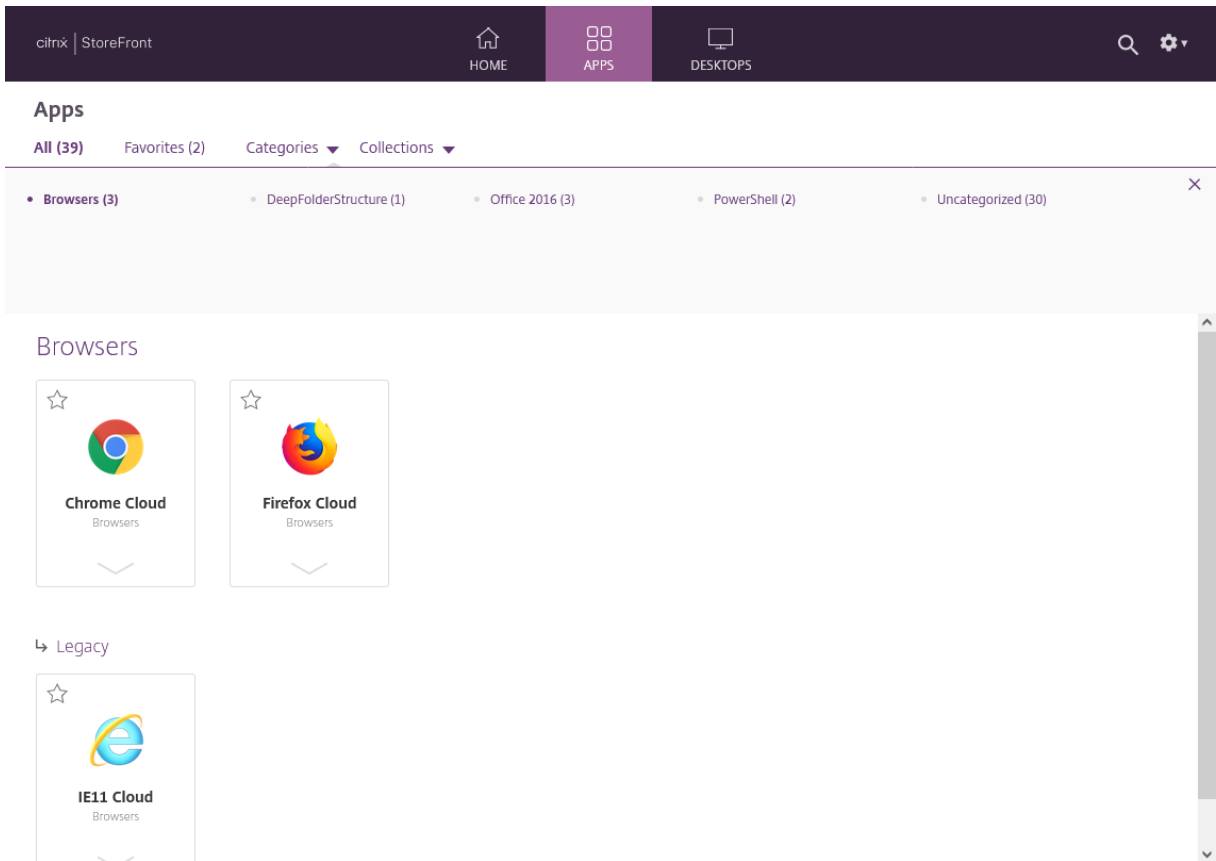 citrix | StoreFront
HOME
APPS
DESKTOPS
Apps
All (39) Favorites (2) Categories Collections
Browsers (3) DeepFolderStructure (1) Office 2016 (3) PowerShell (2) Uncategorized (30)
Browsers
Chrome Cloud
Browsers
Firefox Cloud
Browsers
Legacy
IE11 Cloud
Browsers